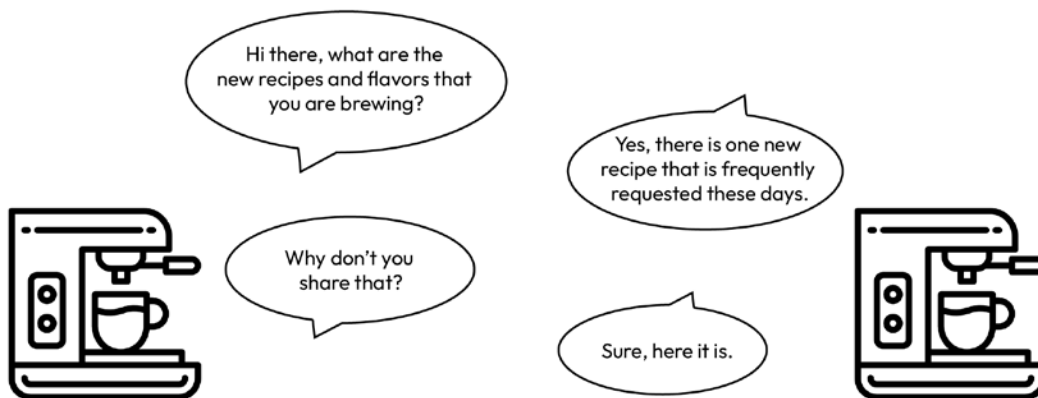 Hi there, what are the
new recipes and flavors that
you are brewing?
Yes, there is one new
recipe that is frequently
requested these days.
Why don’t you
share that?
Sure, here it is.